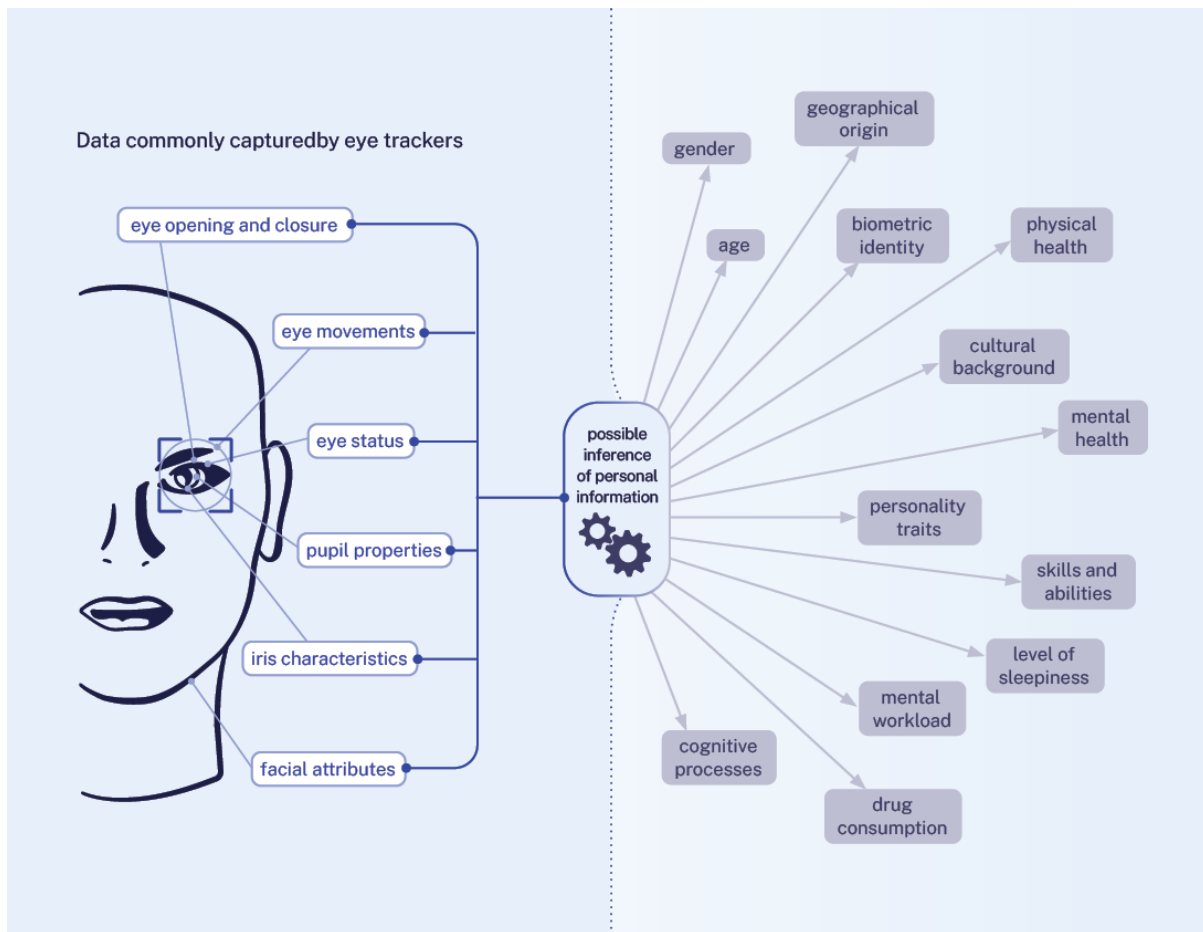 Data commonly capturedby eye trackers
eye opening and closure
eye movements
eye status
pupil properties
iris characteristics
facial attributes
possible
inference
of personal
information
gender
geographical
origin
age
biometric
identity
physical
health
cultural
background
mental
health
personality
traits
skills and
abilities
level of
sleepiness
mental
workload
cognitive
processes
drug
consumption